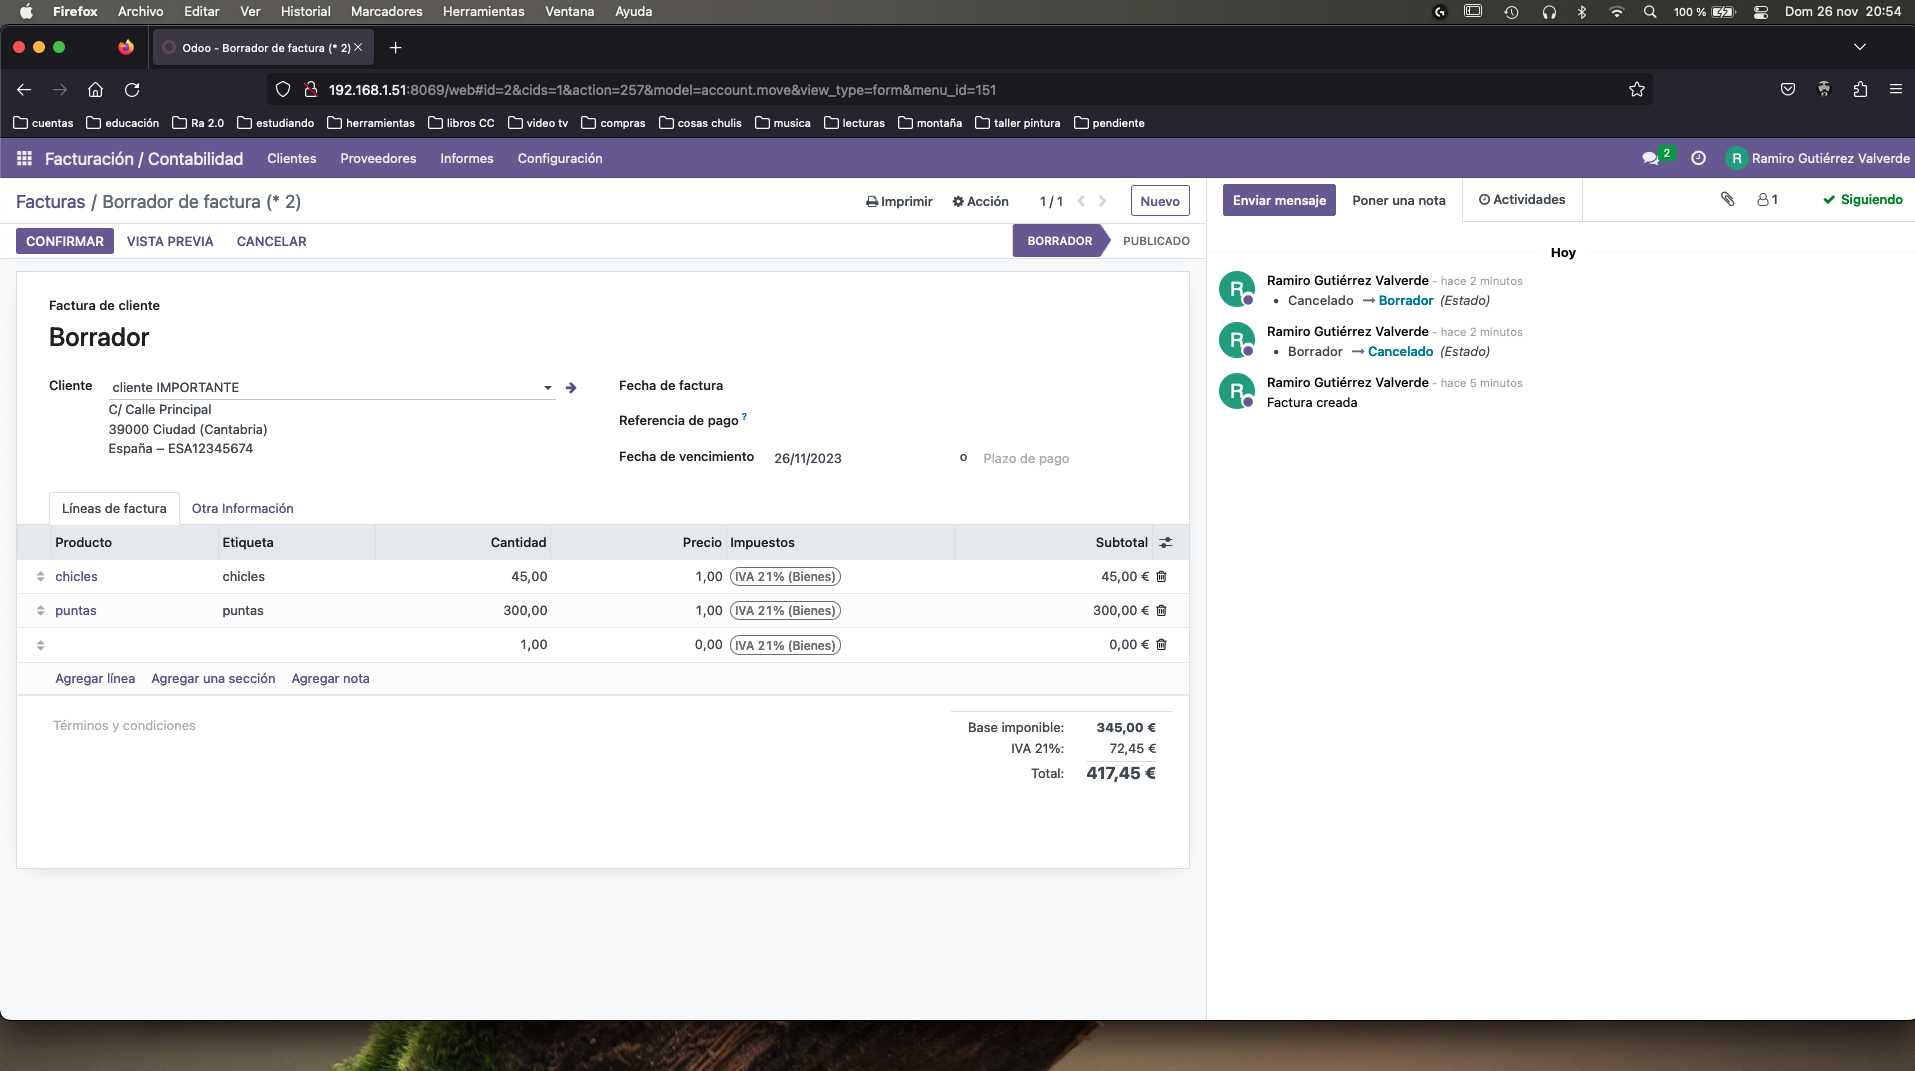 Firefox Archivo Editar Ver Historial Marcadores Herramientas Ventana Ayuda 100 % Dom 26 nov 20:54
Odoo - Borrador de factura (* 2)
192.168.1.51:8069/web#id=2&cids=1&action=257&model=account.move&view_type=form&menu_id=151
cuentas educación Ra 2.0 estudiando herramientas libros CC video tv compras cosas chulis musica lecturas montaña taller pintura pendiente
Facturación / Contabilidad Clientes Proveedores Informes Configuración 2 R Ramiro Gutiérrez Valverde
Facturas / Borrador de factura (* 2) Imprimir Acción 1 / 1 Nuevo
CONFIRMAR VISTA PREVIA CANCELAR BORRADOR PUBLICADO
Factura de cliente
Borrador
Cliente cliente IMPORTANTE
C/ Calle Principal
39000 Ciudad (Cantabria)
España – ESA12345674
Fecha de factura
Referencia de pago ?
Fecha de vencimiento 26/11/2023 o Plazo de pago
Líneas de factura Otra Información
Producto Etiqueta Cantidad Precio Impuestos Subtotal
chicles chicles 45,00 1,00 IVA 21% (Bienes) 45,00 €
puntas puntas 300,00 1,00 IVA 21% (Bienes) 300,00 €
1,00 0,00 IVA 21% (Bienes) 0,00 €
Agregar línea Agregar una sección Agregar nota
Términos y condiciones
Base imponible: 345,00 €
IVA 21%: 72,45 €
Total: 417,45 €
Enviar mensaje Poner una nota Actividades 1 Siguiendo
Hoy
R Ramiro Gutiérrez Valverde - hace 2 minutos
• Cancelado → Borrador (Estado)
R Ramiro Gutiérrez Valverde - hace 2 minutos
• Borrador → Cancelado (Estado)
R Ramiro Gutiérrez Valverde - hace 5 minutos
Factura creada